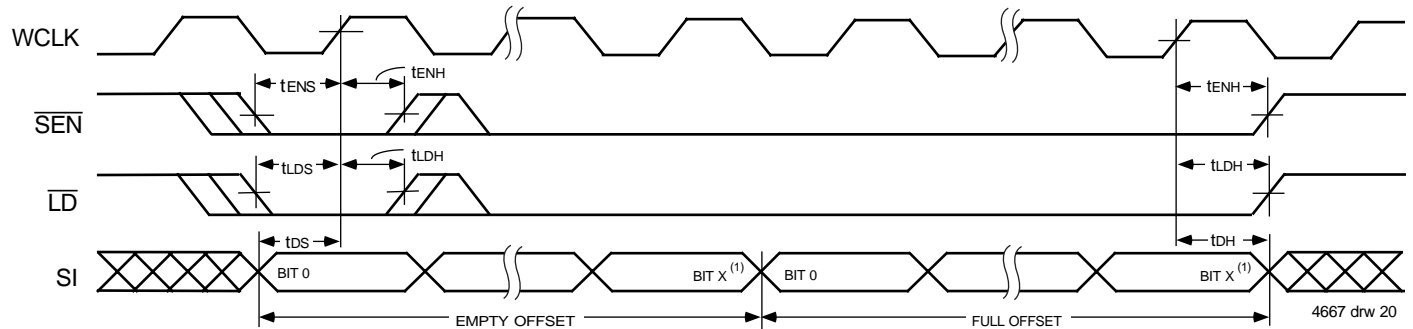 WCLK
tENS
tENH
tENH
SEN
tLDS
tLDH
tLDH
LD
tDS
tDH
SI
BIT 0
BIT X (1)
BIT 0
BIT X (1)
EMPTY OFFSET
FULL OFFSET
4667 drw 20